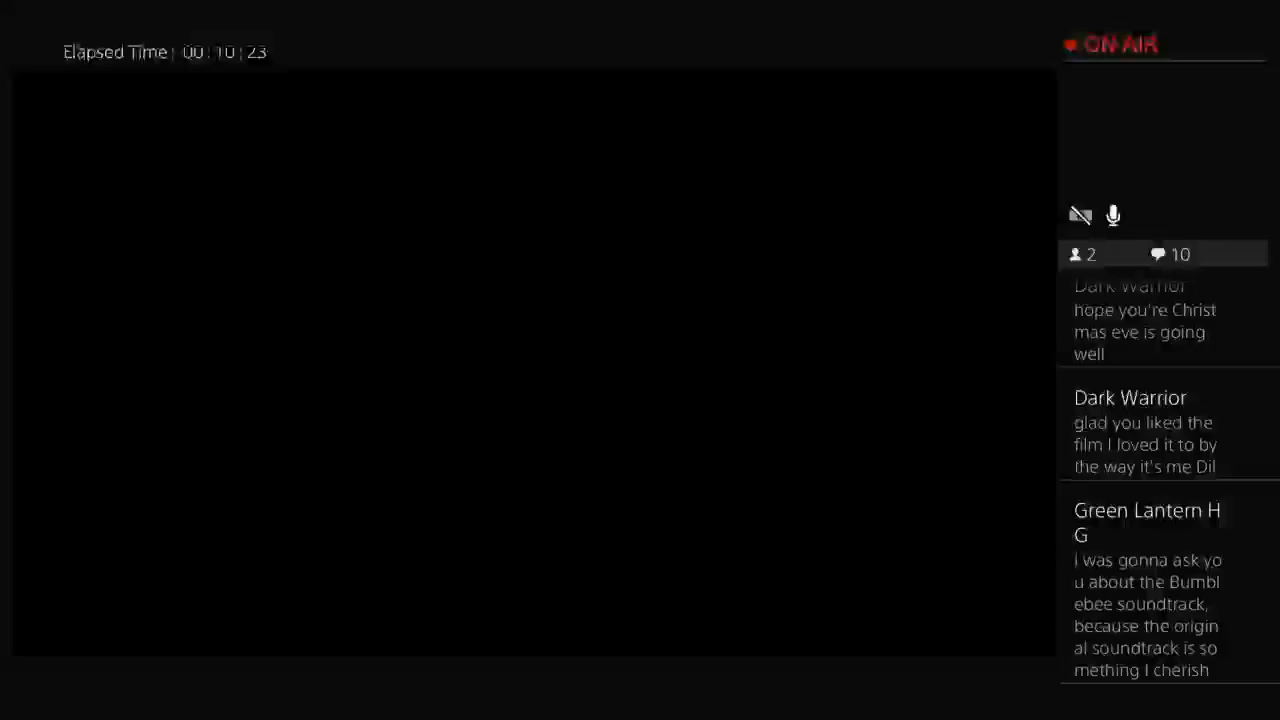 Elapsed Time | 00:10:23
ON-AIR
2 10
Dark Warrior
hope you're Christ
mas eve is going
well
Dark Warrior
glad you liked the
film I loved it to by
the way it's me Dil
Green Lantern H
G
I was gonna ask yo
u about the Bumbl
ebee soundtrack,
because the origin
al soundtrack is so
mething I cherish